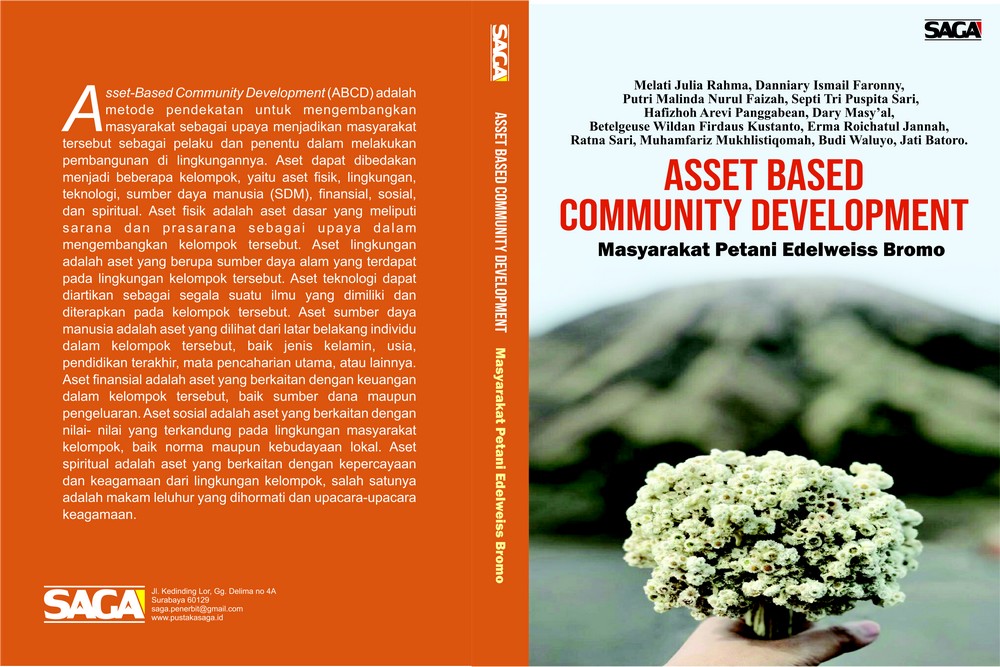 Asset-Based Community Development (ABCD) adalah
metode pendekatan untuk mengembangkan
masyarakat sebagai upaya menjadikan masyarakat
tersebut sebagai pelaku dan penentu dalam melakukan
pembangunan di lingkungannya. Aset dapat dibedakan
menjadi beberapa kelompok, yaitu aset fisik, lingkungan,
teknologi, sumber daya manusia (SDM), finansial, sosial,
dan spiritual. Aset fisik adalah aset dasar yang meliputi
sarana dan prasarana sebagai upaya dalam
mengembangkan kelompok tersebut. Aset lingkungan
adalah aset yang berupa sumber daya alam yang terdapat
pada lingkungan kelompok tersebut. Aset teknologi dapat
diartikan sebagai segala suatu ilmu yang dimiliki dan
diterapkan pada kelompok tersebut. Aset sumber daya
manusia adalah aset yang dilihat dari latar belakang individu
dalam kelompok tersebut, baik jenis kelamin, usia,
pendidikan terakhir, mata pencaharian utama, atau lainnya.
Aset finansial adalah aset yang berkaitan dengan keuangan
dalam kelompok tersebut, baik sumber dana maupun
pengeluaran. Aset sosial adalah aset yang berkaitan dengan
nilai- nilai yang terkandung pada lingkungan masyarakat
kelompok, baik norma maupun kebudayaan lokal. Aset
spiritual adalah aset yang berkaitan dengan kepercayaan
dan keagamaan dari lingkungan kelompok, salah satunya
adalah makam leluhur yang dihormati dan upacara-upacara
keagamaan.
SAGA
Jl. Kedinding Lor, Gg. Delima no 4A
Surabaya 60129
saga.penerbit@gmail.com
www.pustakasaga.id
SAGA
ASSET BASED COMMUNITY DEVELOPMENT Masyarakat Petani Edelweiss Bromo
SAGA
Melati Julia Rahma, Danniary Ismail Faronny,
Putri Malinda Nurul Faizah, Septi Tri Puspita Sari,
Hafizhoh Arevi Panggabean, Dary Masy'al,
Betelgeuse Wildan Firdaus Kustanto, Erma Roichatul Jannah,
Ratna Sari, Muhamfariz Mukhlistiqomah, Budi Waluyo, Jati Batoro.
ASSET BASED
COMMUNITY DEVELOPMENT
Masyarakat Petani Edelweiss Bromo